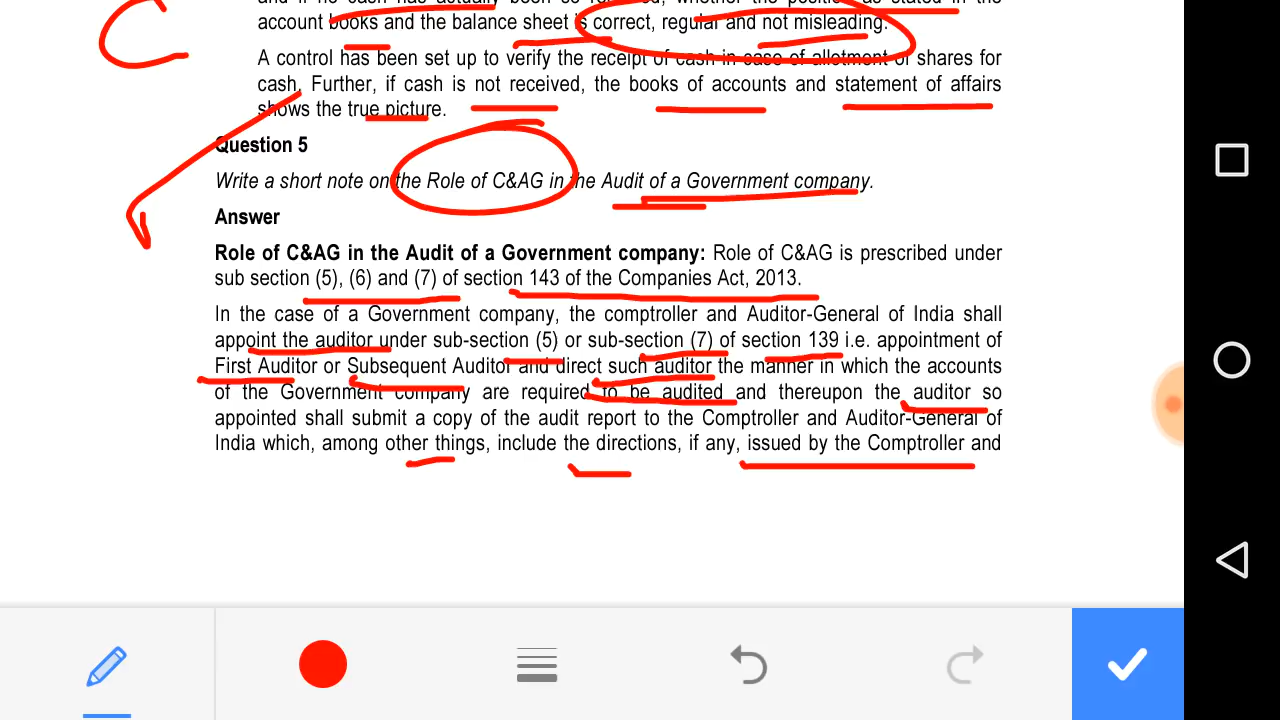 account books and the balance sheet is correct, regular and not misleading.
A control has been set up to verify the receipt of cash in case of allotment of shares for
cash, Further, if cash is not received, the books of accounts and statement of affairs
shows the true picture.
Question 5
Write a short note on the Role of C&AG in the Audit of a Government company.
Answer
Role of C&AG in the Audit of a Government company: Role of C&AG is prescribed under
sub section (5), (6) and (7) of section 143 of the Companies Act, 2013.
In the case of a Government company, the comptroller and Auditor-General of India shall
appoint the auditor under sub-section (5) or sub-section (7) of section 139 i.e. appointment of
First Auditor or Subsequent Auditor and direct such auditor the manner in which the accounts
of the Government company are required to be audited and thereupon the auditor so
appointed shall submit a copy of the audit report to the Comptroller and Auditor-General of
India which, among other things, include the directions, if any, issued by the Comptroller and